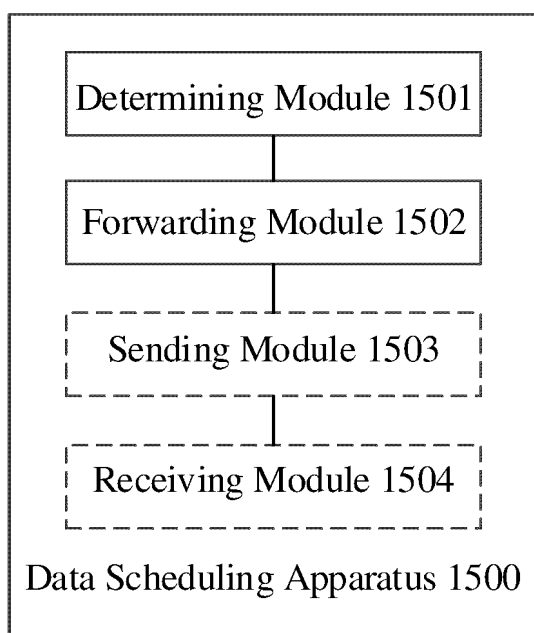 Determining Module 1501
Forwarding Module 1502
Sending Module 1503
Receiving Module 1504
Data Scheduling Apparatus 1500